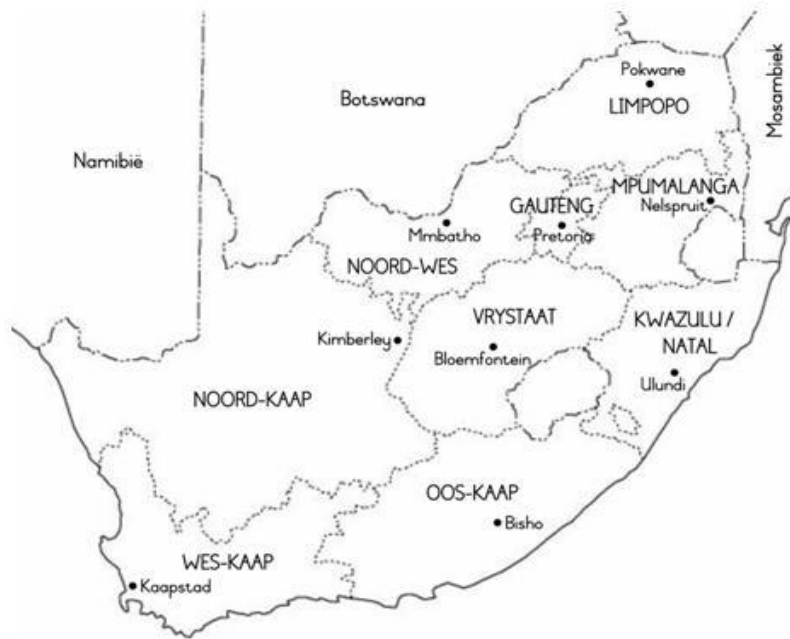 Pokwane
LIMPOPO
Mosambiek
Botswana
Namibië
MPUMALANGA
Nelspruit
GAUTENG
Pretoria
Mmbatho
NOORD-WES
VRYSTAAT
KWAZULU /
NATAL
Kimberley
Bloemfontein
Ulundi
NOORD-KAAP
OOS-KAAP
Bisho
WES-KAAP
Kaapstad